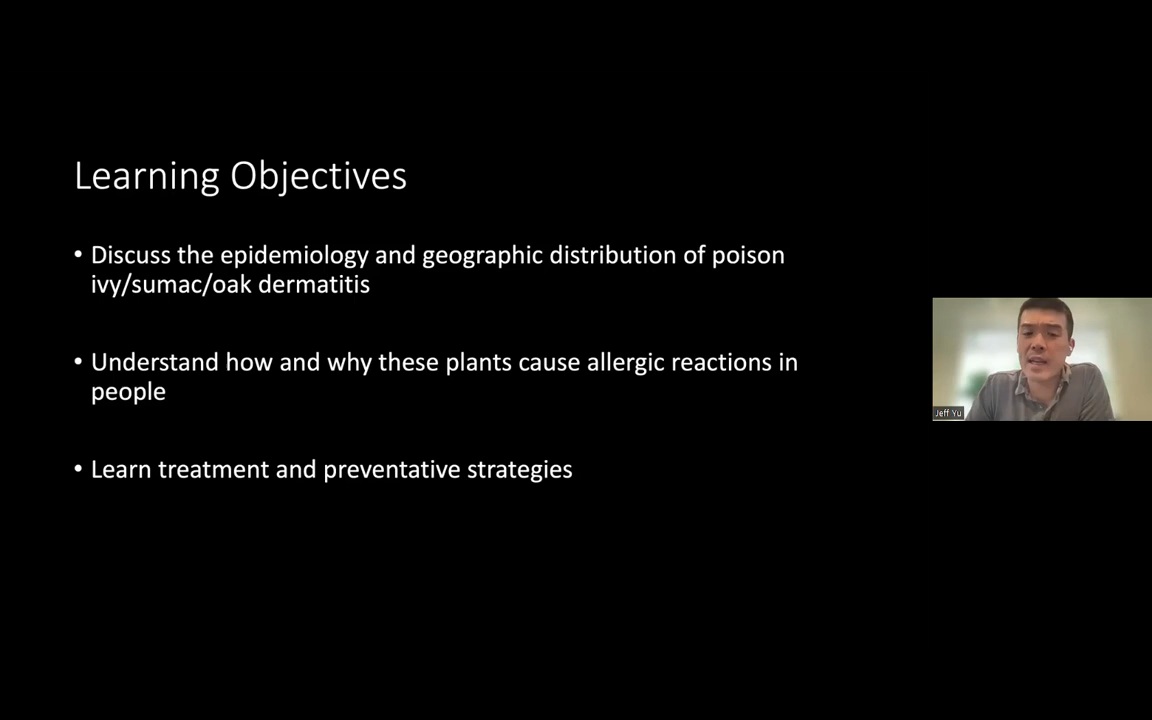 Learning Objectives
• Discuss the epidemiology and geographic distribution of poison
ivy/sumac/oak dermatitis
• Understand how and why these plants cause allergic reactions in
people
• Learn treatment and preventative strategies
Jeff Yu